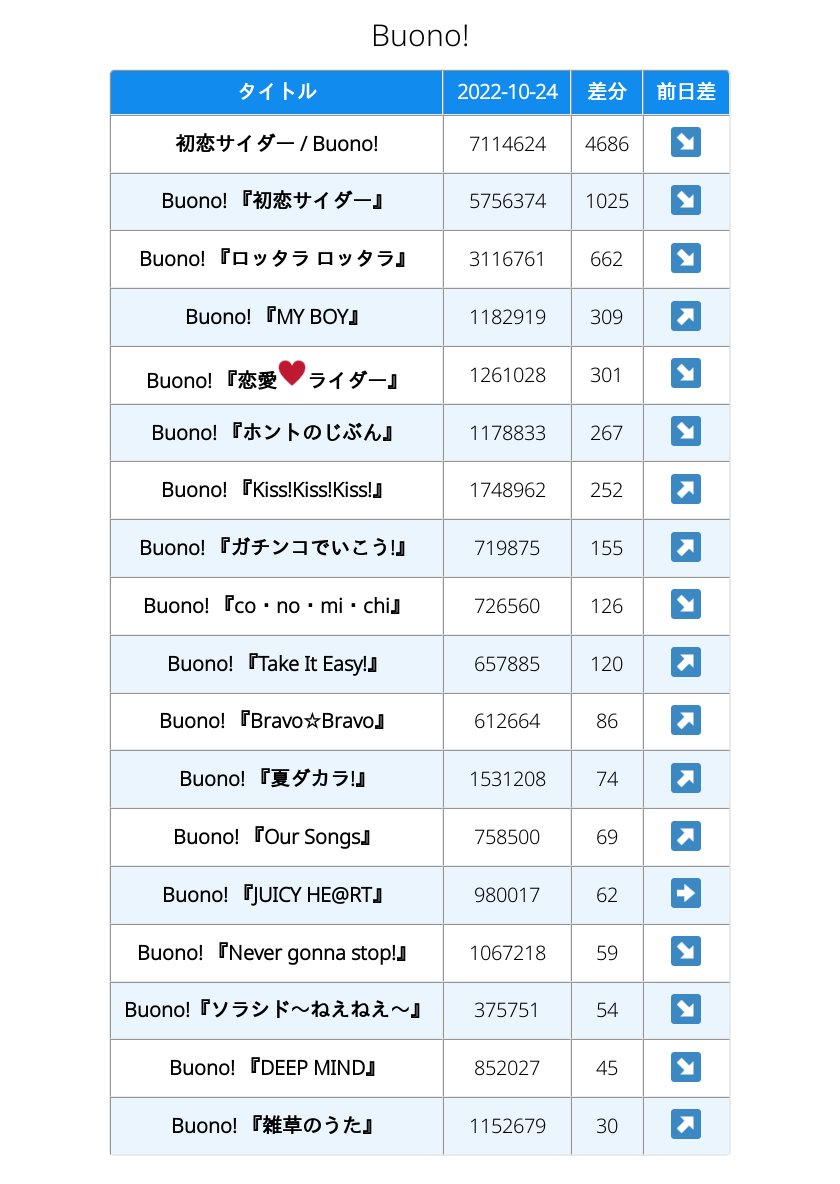 Buono!
タイトル 2022-10-24 差分 前日差
初恋サイダー / Buono! 7114624 4686 ↘
Buono! 『初恋サイダー』 5756374 1025 ↘
Buono! 『ロッタラ ロッタラ』 3116761 662 ↘
Buono! 『MY BOY』 1182919 309 ↗
Buono! 『恋愛♥ライダー』 1261028 301 ↘
Buono! 『ホントのじぶん』 1178833 267 ↘
Buono! 『Kiss!Kiss!Kiss!』 1748962 252 ↗
Buono! 『ガチンコでいこう!』 719875 155 ↗
Buono! 『co・no・mi・chi』 726560 126 ↘
Buono! 『Take It Easy!』 657885 120 ↗
Buono! 『Bravo☆Bravo』 612664 86 ↗
Buono! 『夏ダカラ!』 1531208 74 ↗
Buono! 『Our Songs』 758500 69 ↗
Buono! 『JUICY HE@RT』 980017 62 ➡
Buono! 『Never gonna stop!』 1067218 59 ↘
Buono!『ソラシド〜ねえねえ〜』 375751 54 ↘
Buono! 『DEEP MIND』 852027 45 ↘
Buono! 『雑草のうた』 1152679 30 ↗